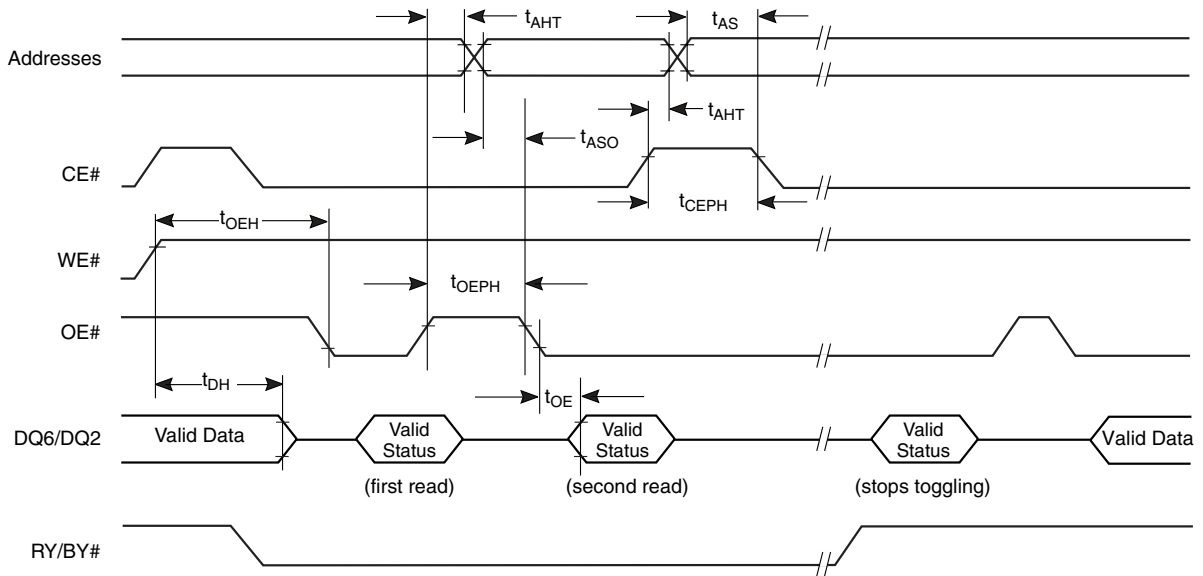 tAHT
tAS
Addresses
tAHT
tASO
CE#
tCEPH
tOEH
WE#
tOEPH
OE#
tDH
tOE
DQ6/DQ2
Valid Data
Valid
Status
Valid
Status
Valid
Status
Valid Data
(first read)
(second read)
(stops toggling)
RY/BY#